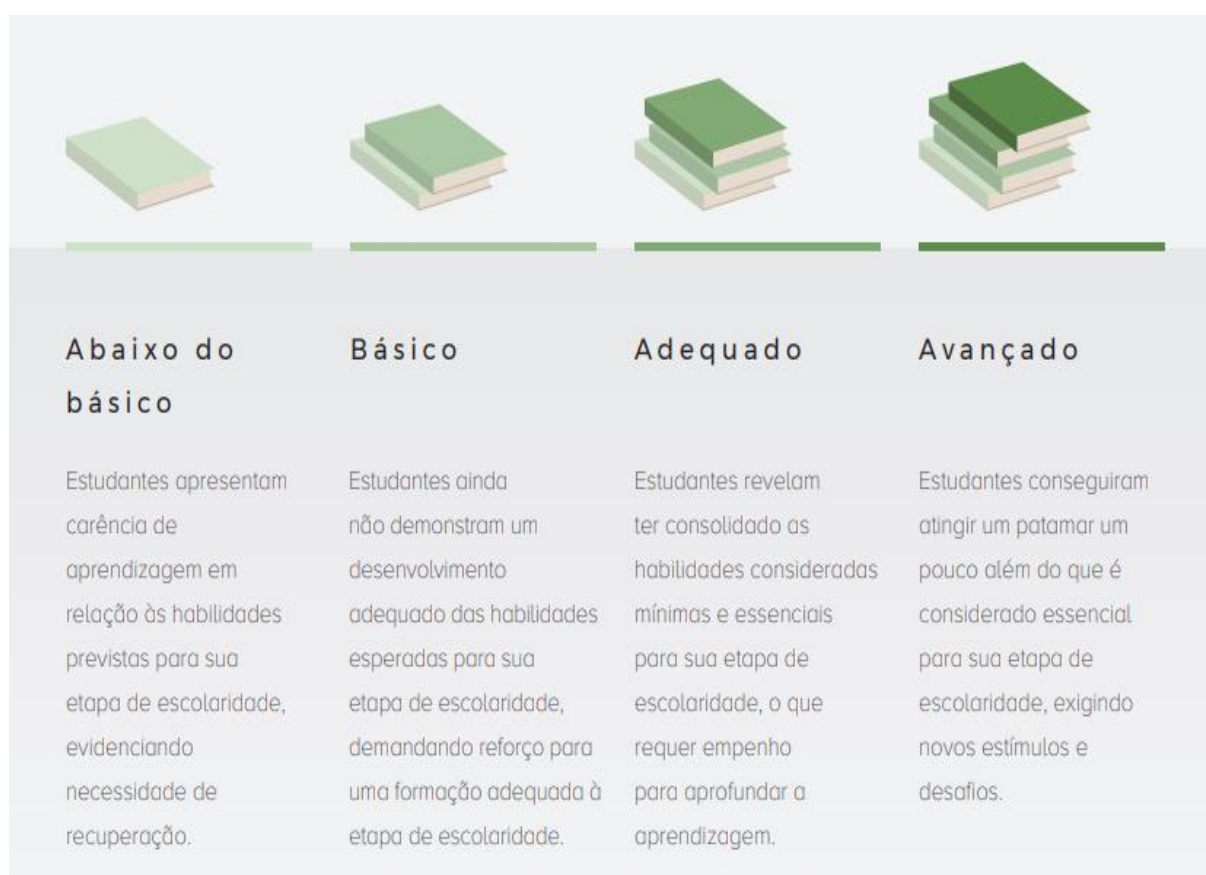 Abaixo do
básico
Estudantes apresentam
carência de
aprendizagem em
relação às habilidades
previstas para sua
etapa de escolaridade,
evidenciando
necessidade de
recuperação.
Básico
Estudantes ainda
não demonstram um
desenvolvimento
adequado das habilidades
esperadas para sua
etapa de escolaridade,
demandando reforço para
uma formação adequada à
etapa de escolaridade.
Adequado
Estudantes revelam
ter consolidado as
habilidades consideradas
mínimas e essenciais
para sua etapa de
escolaridade, o que
requer empenho
para aprofundar a
aprendizagem.
Avançado
Estudantes conseguiram
atingir um patamar um
pouco além do que é
considerado essencial
para sua etapa de
escolaridade, exigindo
novos estímulos e
desafios.